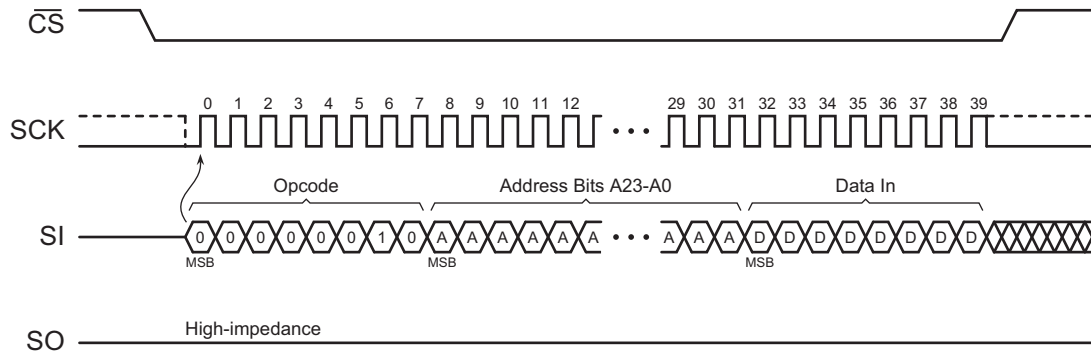 C̅S̅
0 1 2 3 4 5 6 7 8 9 10 11 12 29 30 31 32 33 34 35 36 37 38 39
SCK
Opcode Address Bits A23-A0 Data In
SI 0 0 0 0 0 0 1 0 A A A A A A A A A D D D D D D D D
MSB MSB MSB
High-impedance
SO